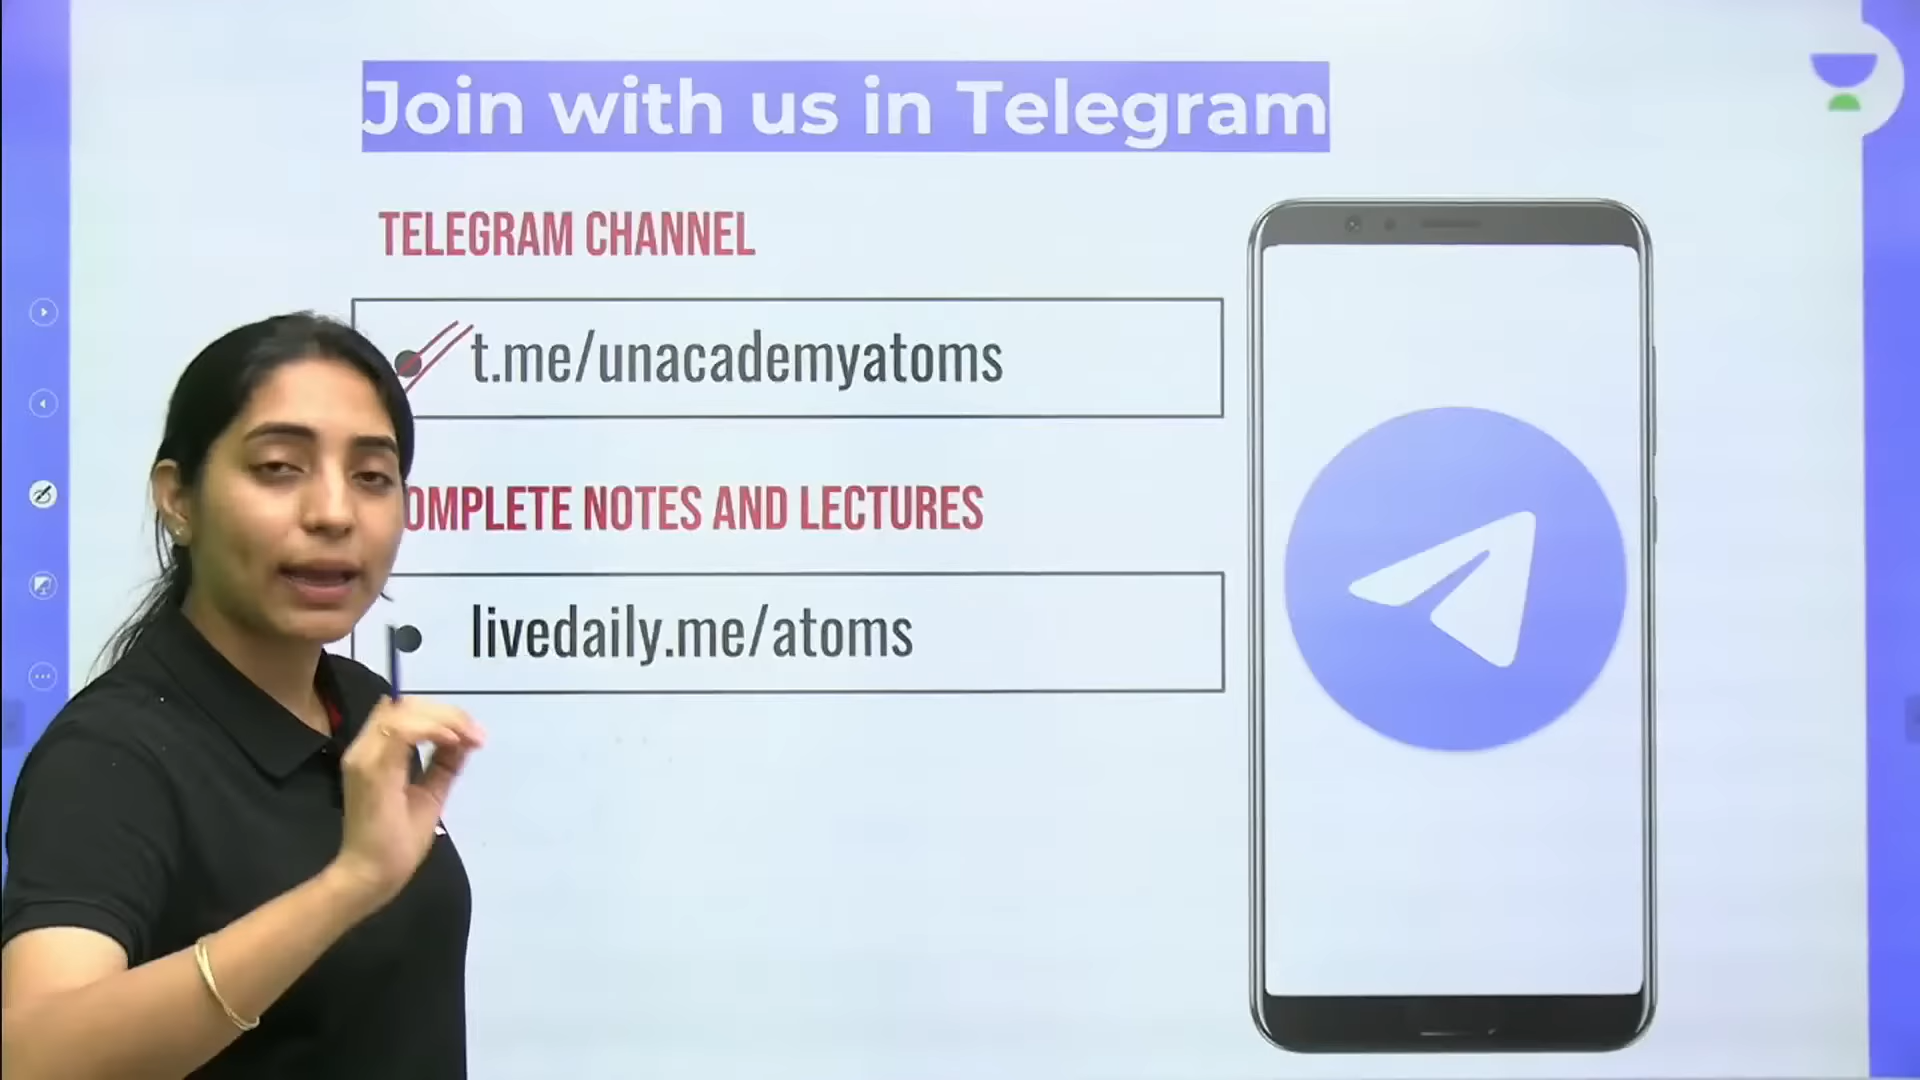 Join with us in Telegram
TELEGRAM CHANNEL
t.me/unacademyatoms
OMPLETE NOTES AND LECTURES
livedaily.me/atoms